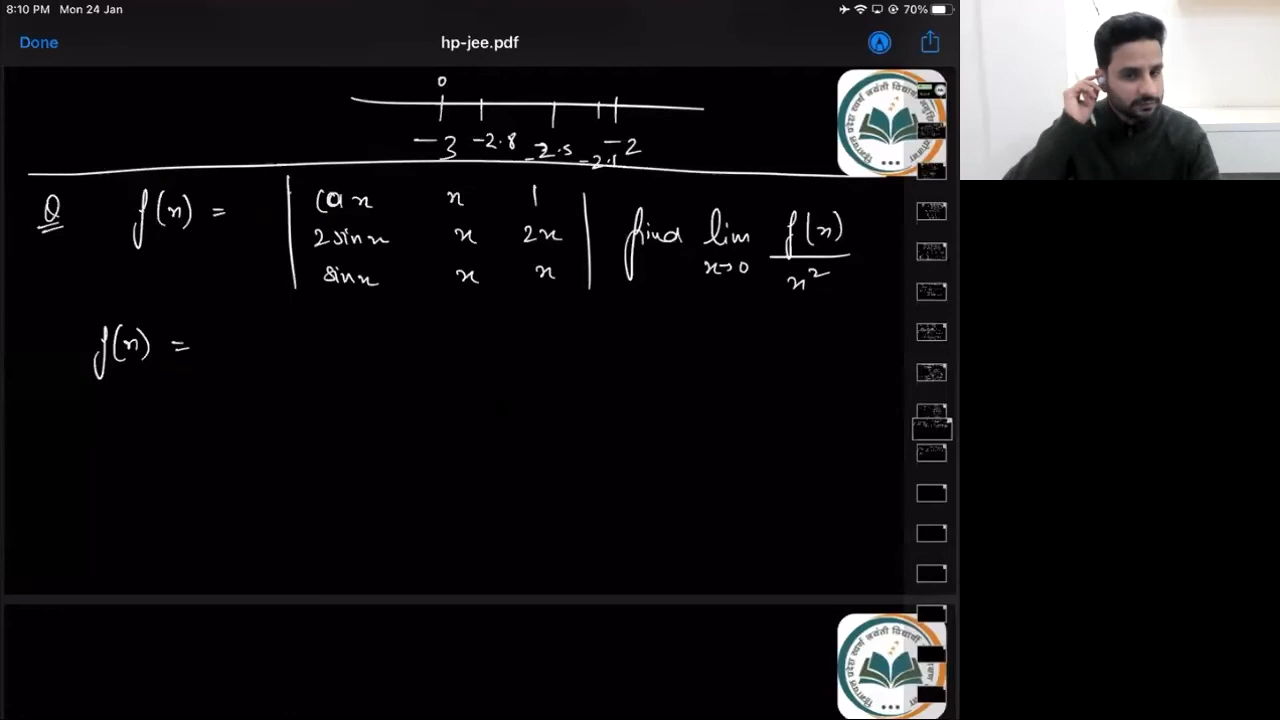 8:10 PM Mon 24 Jan
70%
Done
hp-jee.pdf
0
-3 -2.8 -2.5 -2.1 -2
Q f(x) = | cos x x 1 | find lim x→0 f(x)/x²
| 2 sin x x 2x |
| sin x x x |
f(x) =